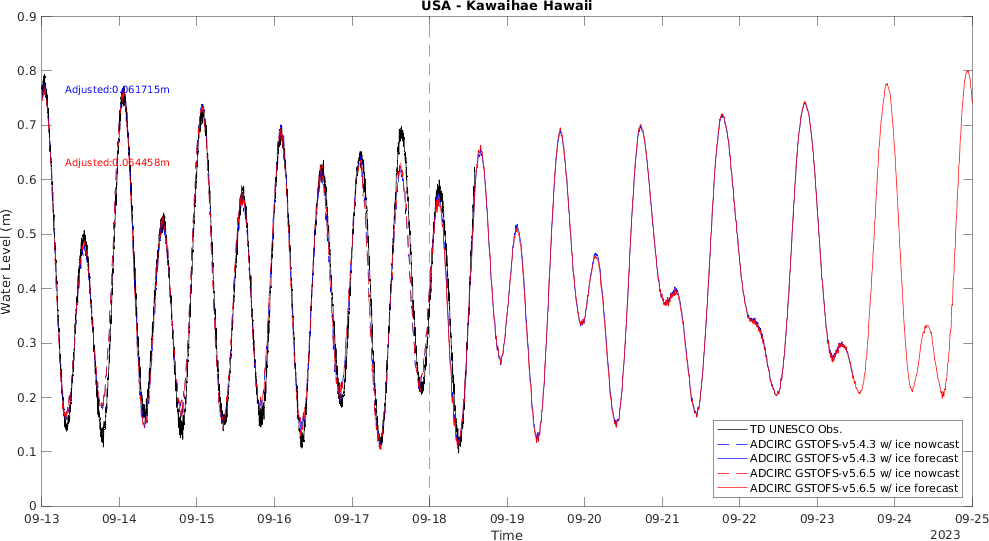 USA - Kawaihae Hawaii
0.9
0.8
0.7
0.6
0.5
0.4
0.3
0.2
0.1
0
Water Level (m)
Adjusted:0.061715m
Adjusted:0.054458m
TD UNESCO Obs.
ADCIRC GSTOFS-v5.4.3 w/ ice nowcast
ADCIRC GSTOFS-v5.4.3 w/ ice forecast
ADCIRC GSTOFS-v5.6.5 w/ ice nowcast
ADCIRC GSTOFS-v5.6.5 w/ ice forecast
09-13 09-14 09-15 09-16 09-17 09-18 09-19 09-20 09-21 09-22 09-23 09-24 09-25
Time
2023